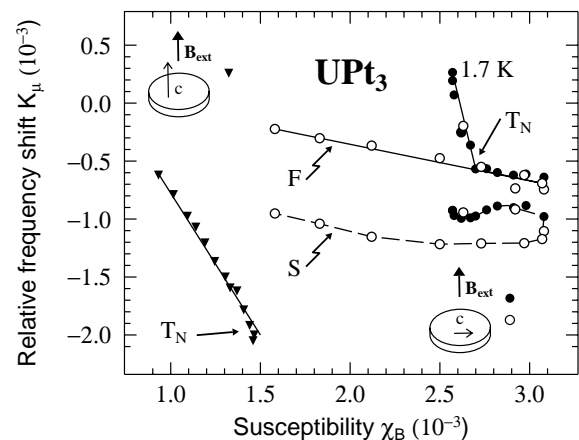 UPt₃
B_ext
c
1.7 K
T_N
F
S
T_N
B_ext
c
Relative frequency shift K_μ (10⁻³)
0.5
0.0
−0.5
−1.0
−1.5
−2.0
1.0
1.5
2.0
2.5
3.0
Susceptibility χ_B (10⁻³)